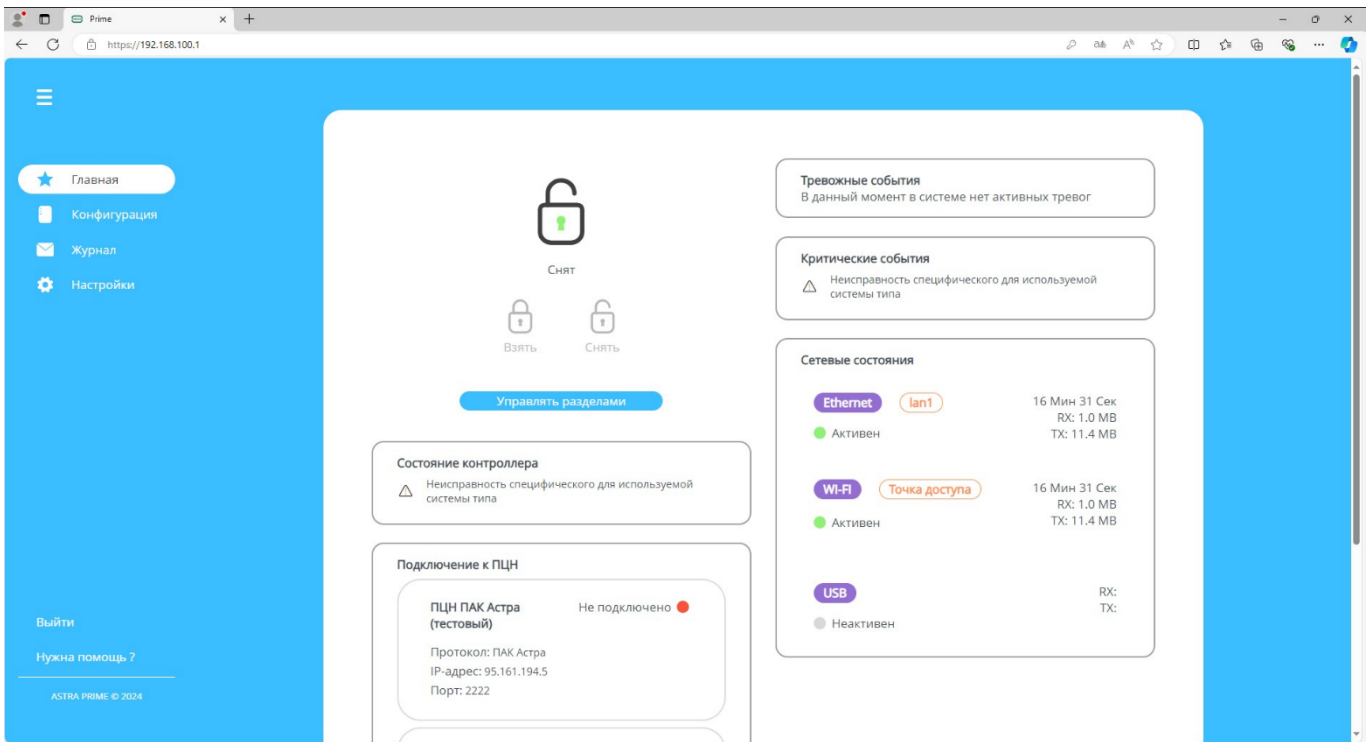 Prime
https://192.168.100.1
Главная
Конфигурация
Журнал
Настройки
Выйти
Нужна помощь ?
ASTRA PRIME © 2024
Снят
Взять
Снять
Управлять разделами
Состояние контроллера
Неисправность специфического для используемой
системы типа
Подключение к ПЦН
ПЦН ПАК Астра
(тестовый)
Не подключено
Протокол: ПАК Астра
IP-адрес: 95.161.194.5
Порт: 2222
Тревожные события
В данный момент в системе нет активных тревог
Критические события
Неисправность специфического для используемой
системы типа
Сетевые состояния
Ethernet lan1
Активен
16 Мин 31 Сек
RX: 1.0 MB
TX: 11.4 MB
WI-FI Точка доступа
Активен
16 Мин 31 Сек
RX: 1.0 MB
TX: 11.4 MB
USB
Неактивен
RX:
TX: